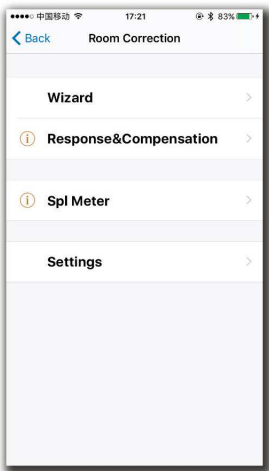 中国移动 17:21 83%
Back Room Correction
Wizard
Response&Compensation
Spl Meter
Settings